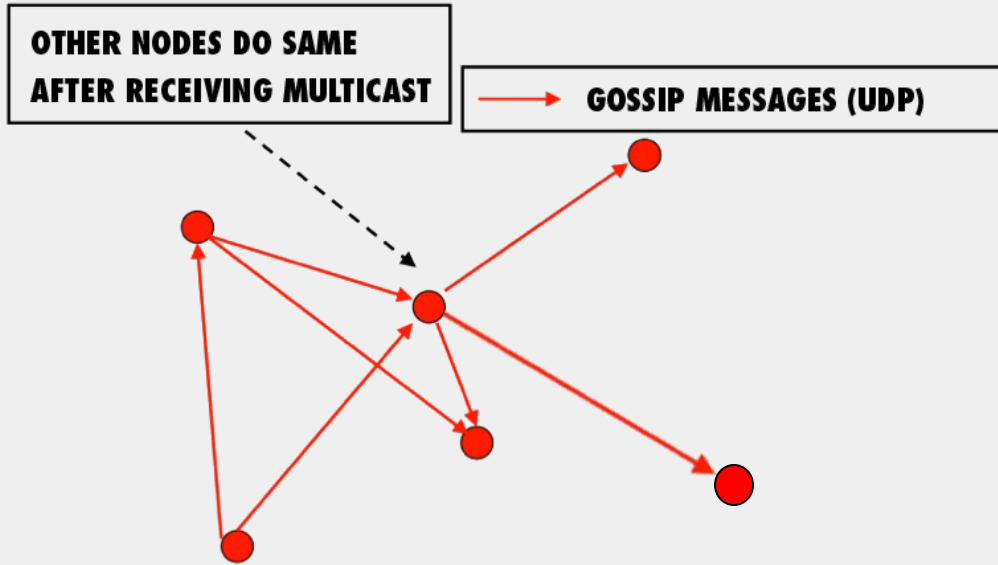 OTHER NODES DO SAME
AFTER RECEIVING MULTICAST
GOSSIP MESSAGES (UDP)